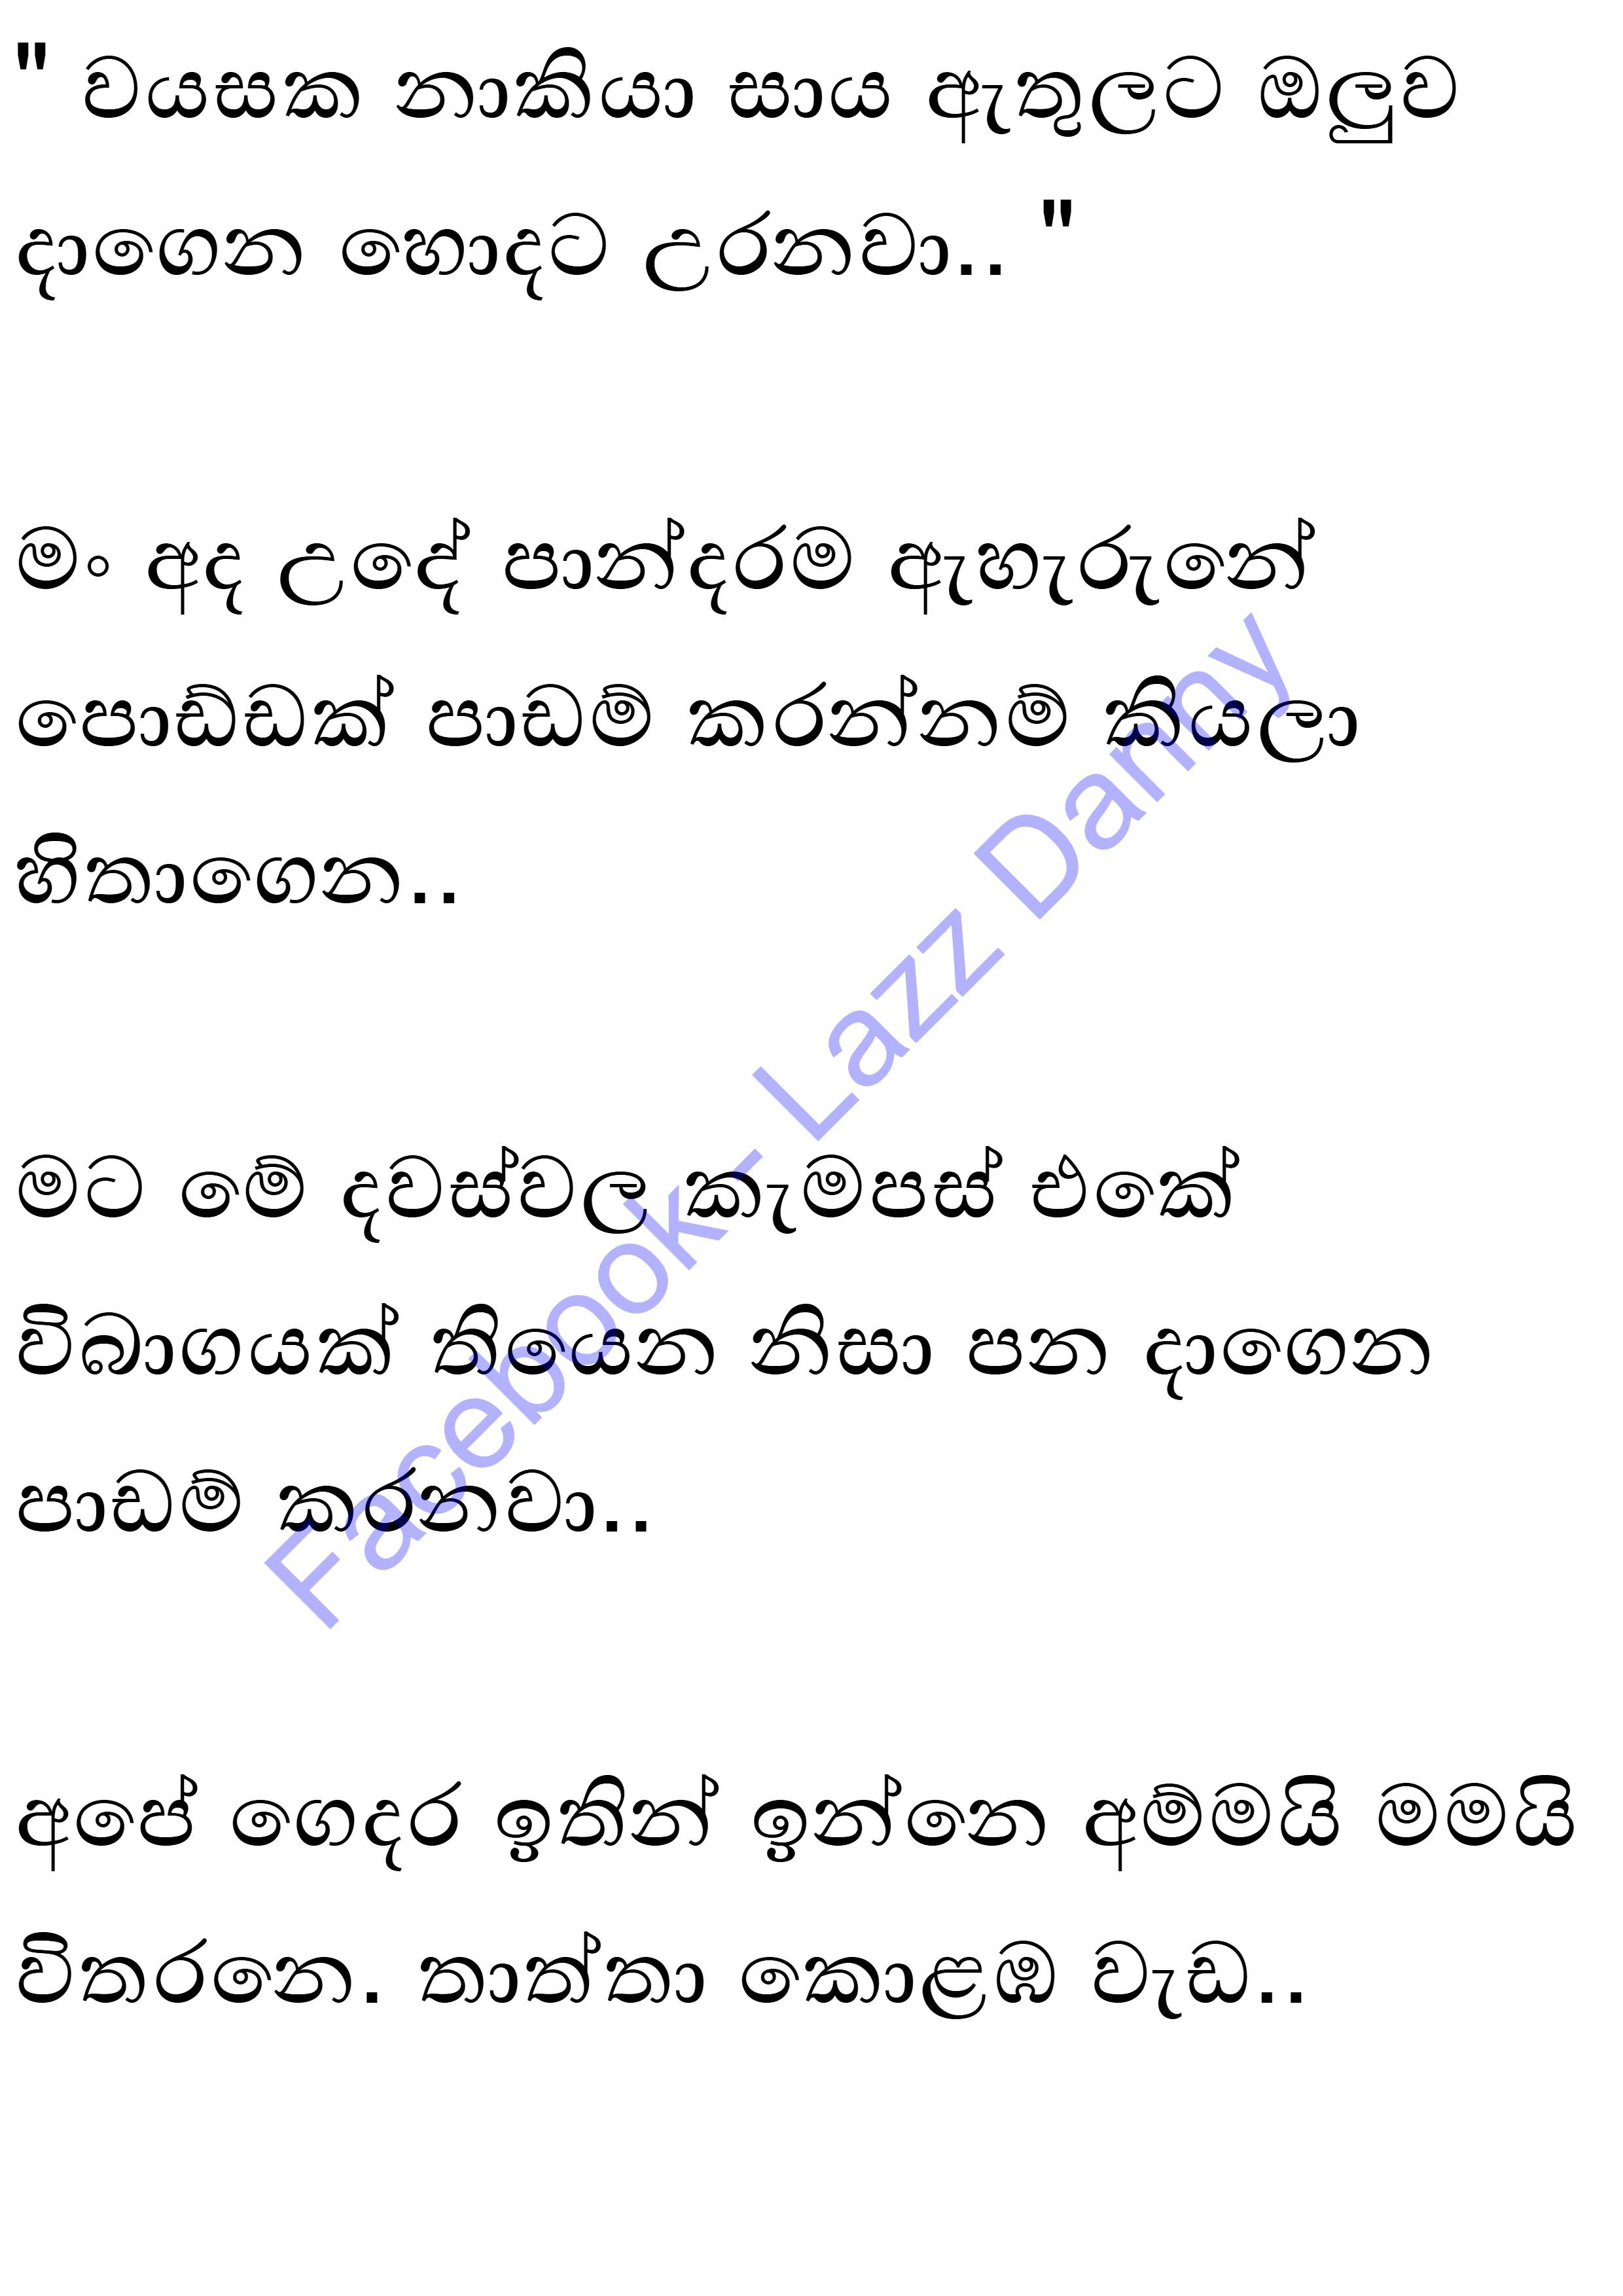 " වයසක නාකියා සාය ඇතුලට ඔලුව
දාගෙන හොදට උරනවා.. "
මං අද උදේ පාන්දරම ඇහැරුනේ
පොඩ්ඩක් පාඩම් කරන්නම් කියලා
හිතාගෙන..
මට මේ දවස්වල කැම්පස් එකේ
විබාගයක් තියෙන නිසා පන දාගෙන
පාඩම් කරනවා..
අපේ ගෙදර ඉතින් ඉන්නෙ අම්මයි මමයි
විතරනෙ. තාත්තා කොළඹ වැඩ..
Facebook- Lazz Danny